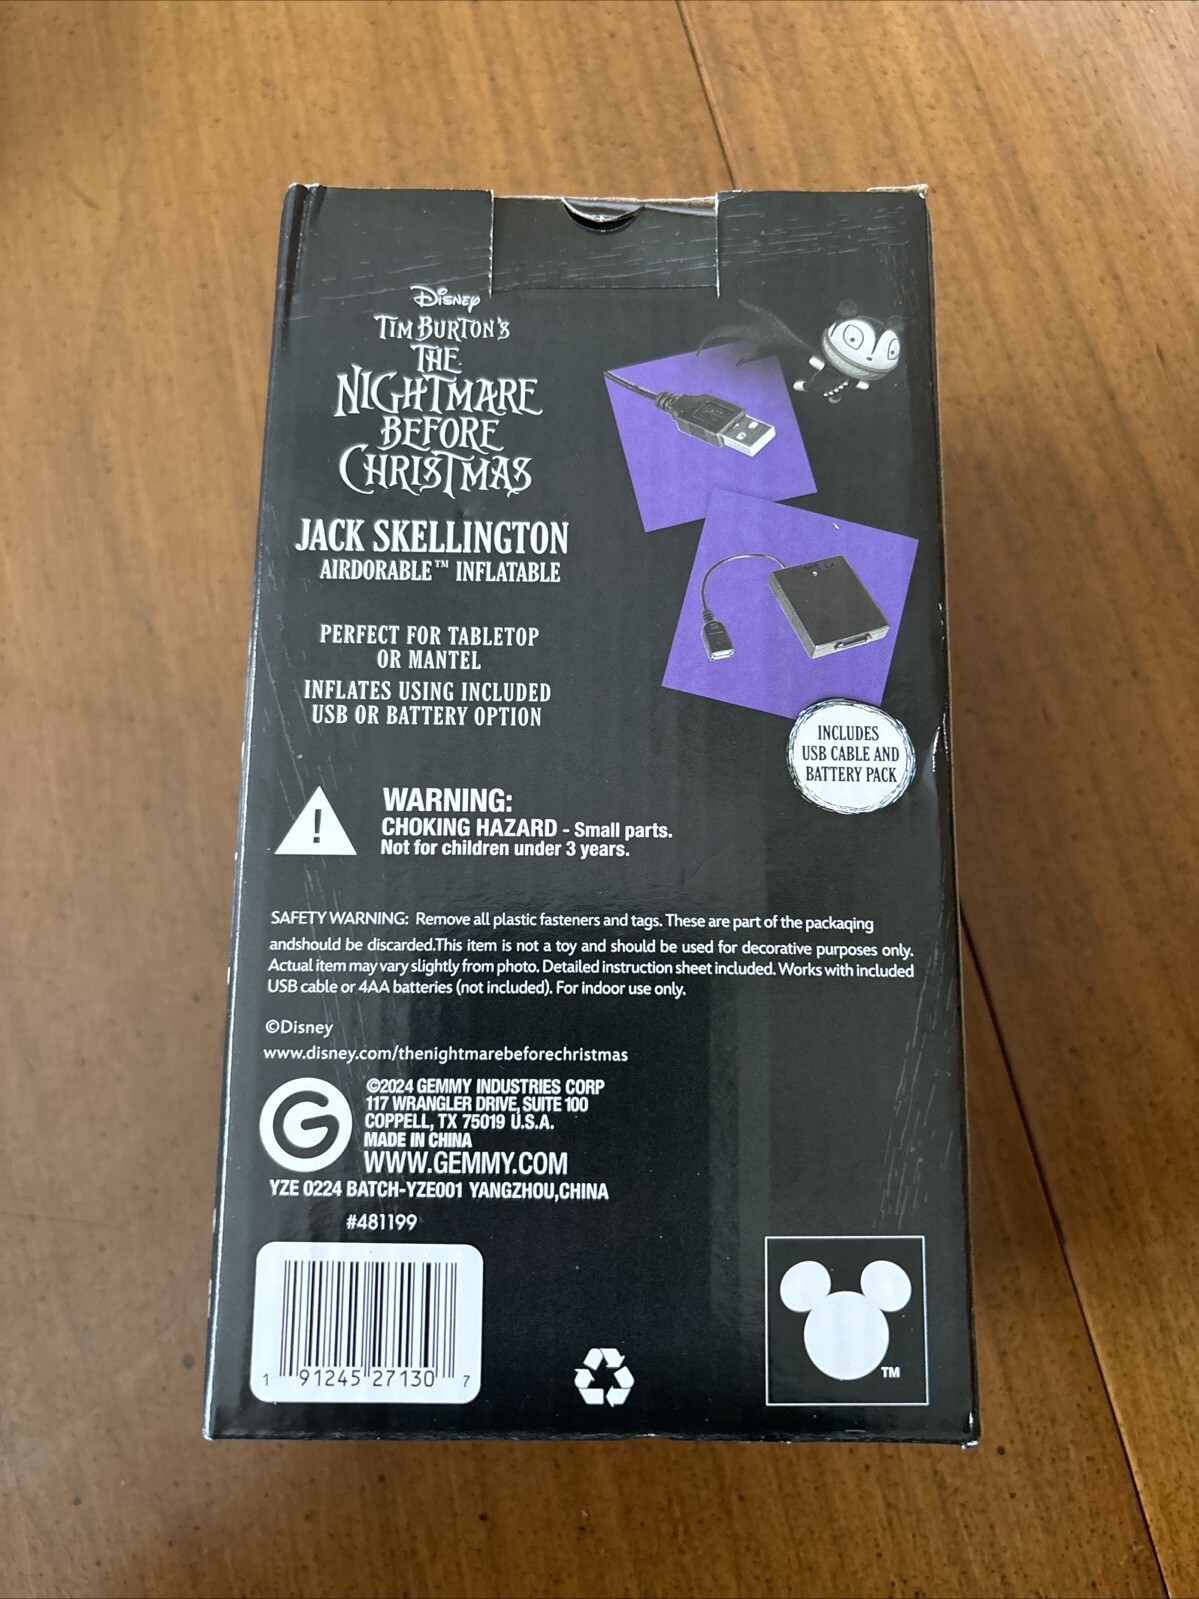 Disney
TIM BURTON'S
THE
NIGHTMARE
BEFORE
CHRISTMAS
JACK SKELLINGTON
AIRDORABLE™ INFLATABLE
PERFECT FOR TABLETOP
OR MANTEL
INFLATES USING INCLUDED
USB OR BATTERY OPTION
INCLUDES
USB CABLE AND
BATTERY PACK
WARNING:
CHOKING HAZARD - Small parts.
Not for children under 3 years.
SAFETY WARNING: Remove all plastic fasteners and tags. These are part of the packaqing
andshould be discarded.This item is not a toy and should be used for decorative purposes only.
Actual item may vary slightly from photo. Detailed instruction sheet included. Works with included
USB cable or 4AA batteries (not included). For indoor use only.
©Disney
www.disney.com/thenightmarebeforechristmas
©2024 GEMMY INDUSTRIES CORP
117 WRANGLER DRIVE, SUITE 100
COPPELL, TX 75019 U.S.A.
MADE IN CHINA
WWW.GEMMY.COM
YZE 0224 BATCH-YZE001 YANGZHOU,CHINA
#481199
1 91245 27130 7
TM